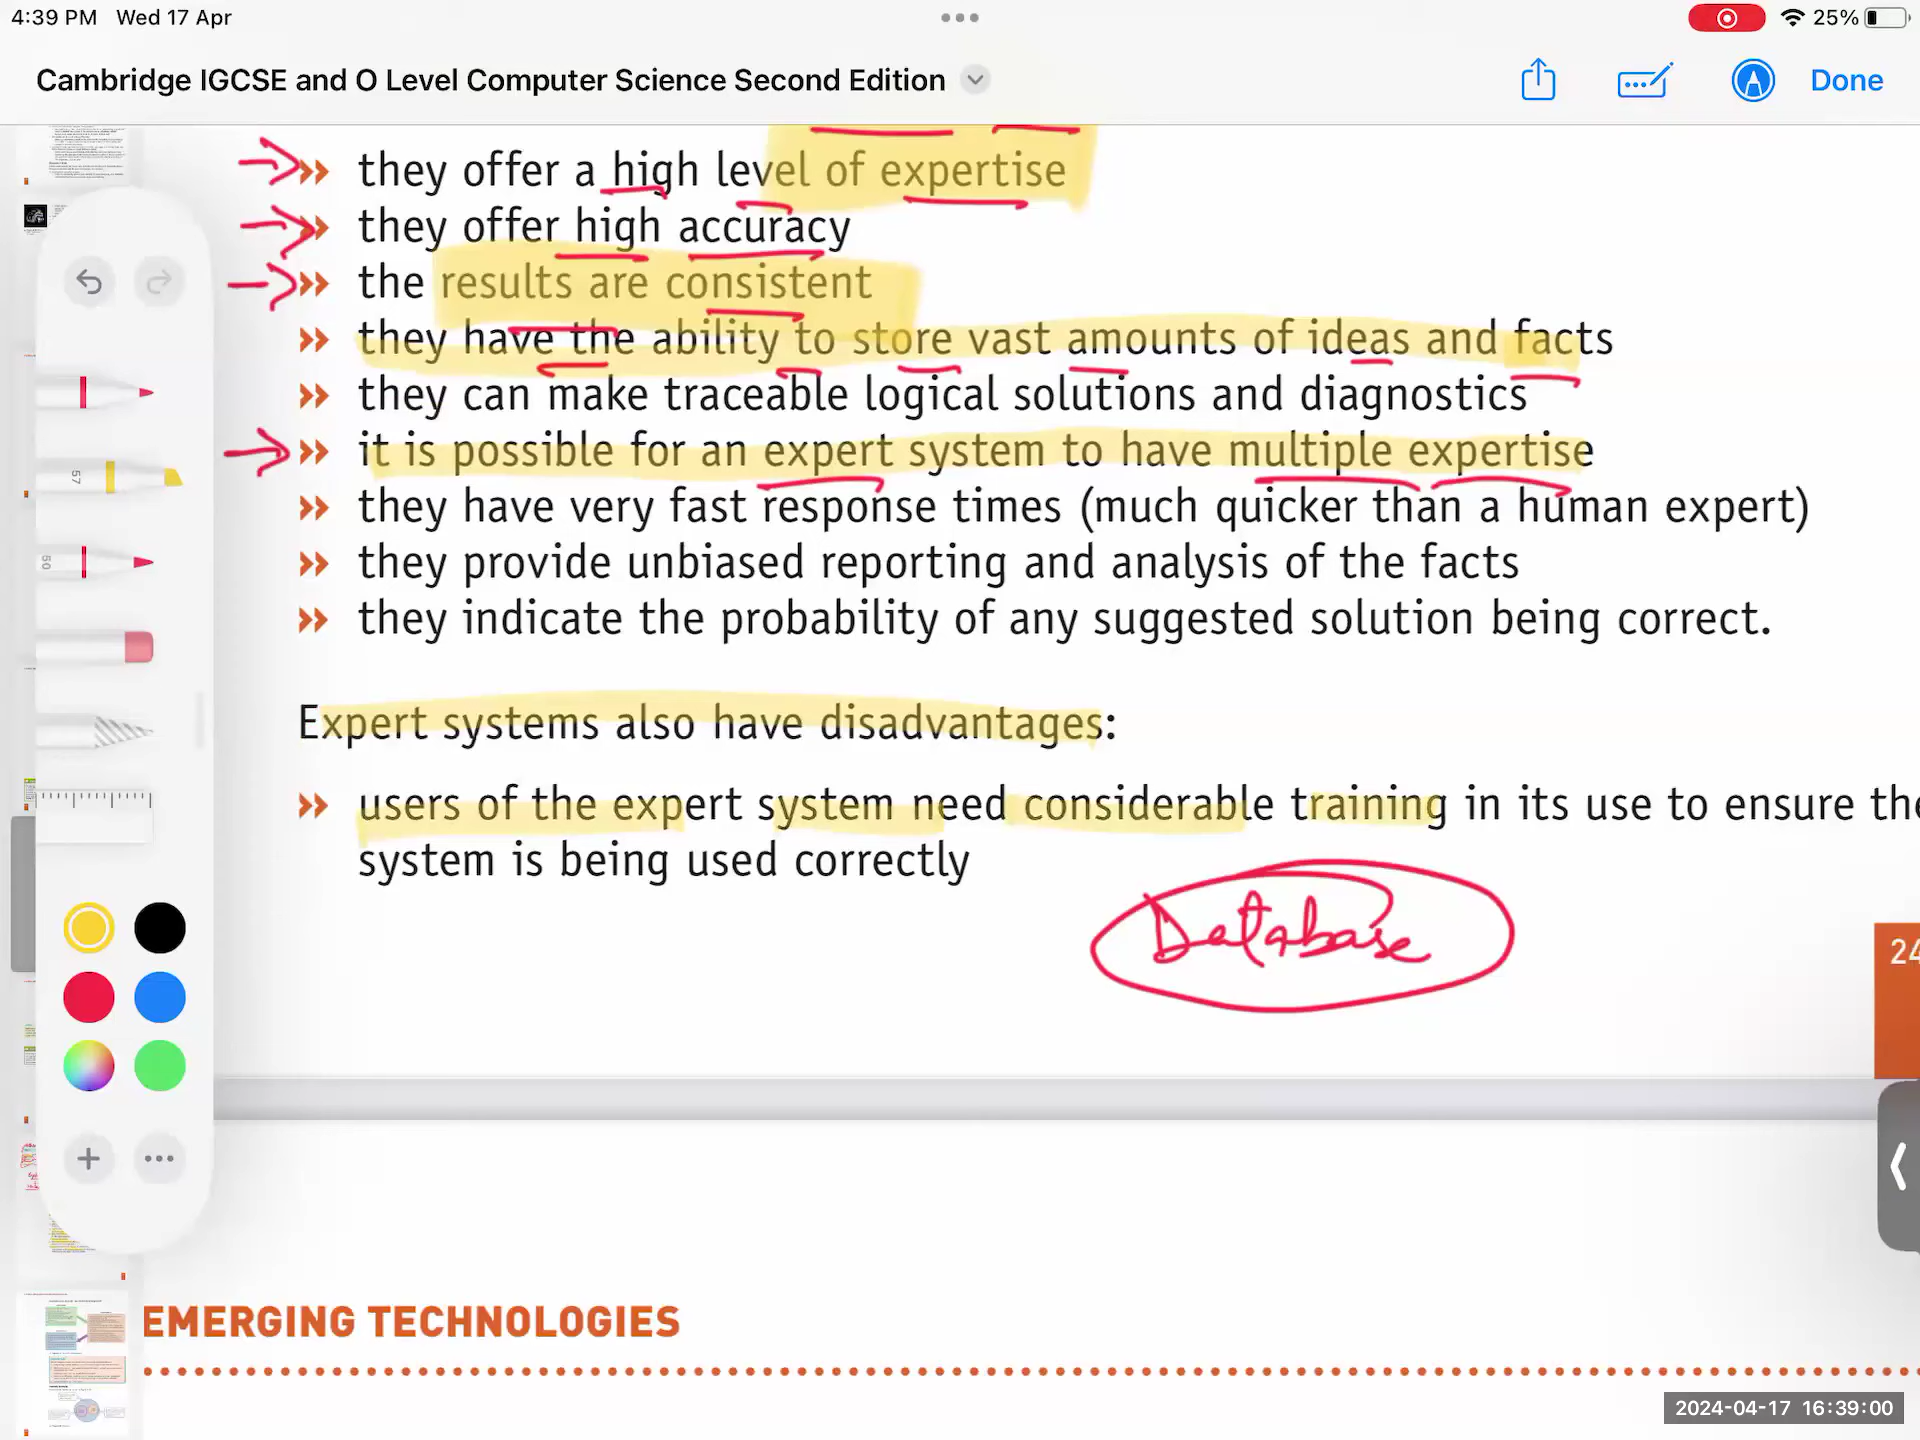 4:39 PM Wed 17 Apr
25%
Cambridge IGCSE and O Level Computer Science Second Edition
Done
they offer a high level of expertise
they offer high accuracy
the results are consistent
they have the ability to store vast amounts of ideas and facts
they can make traceable logical solutions and diagnostics
it is possible for an expert system to have multiple expertise
they have very fast response times (much quicker than a human expert)
they provide unbiased reporting and analysis of the facts
they indicate the probability of any suggested solution being correct.
Expert systems also have disadvantages:
users of the expert system need considerable training in its use to ensure the
system is being used correctly
Database
24
57
50
EMERGING TECHNOLOGIES
2024-04-17 16:39:00